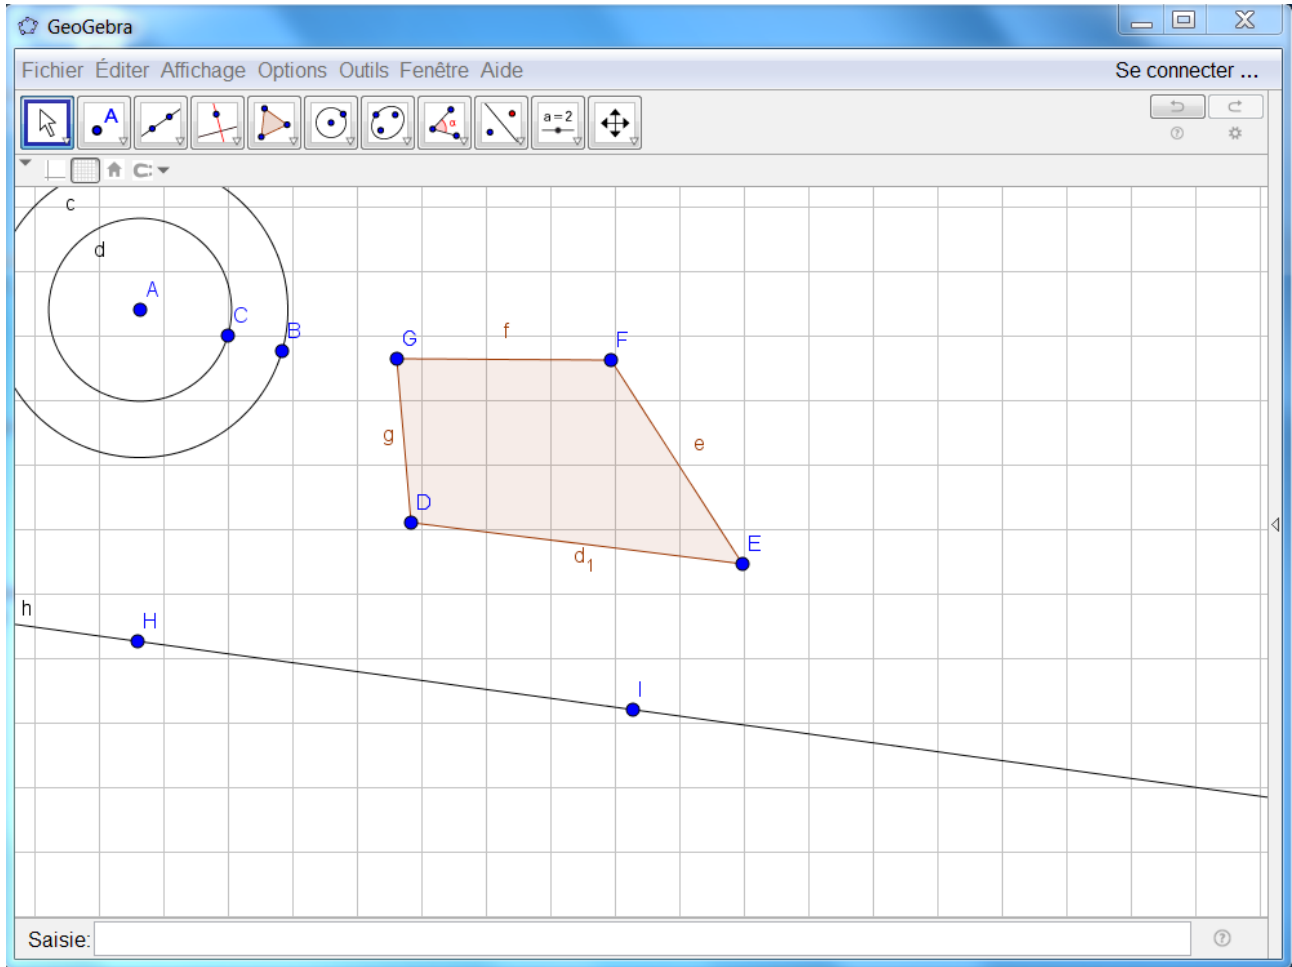 GeoGebra
Fichier Éditer Affichage Options Outils Fenêtre Aide Se connecter ...
A α a=2
c
d
A
C
B
G f F
g e
D
E
d₁
h
H
I
Saisie: